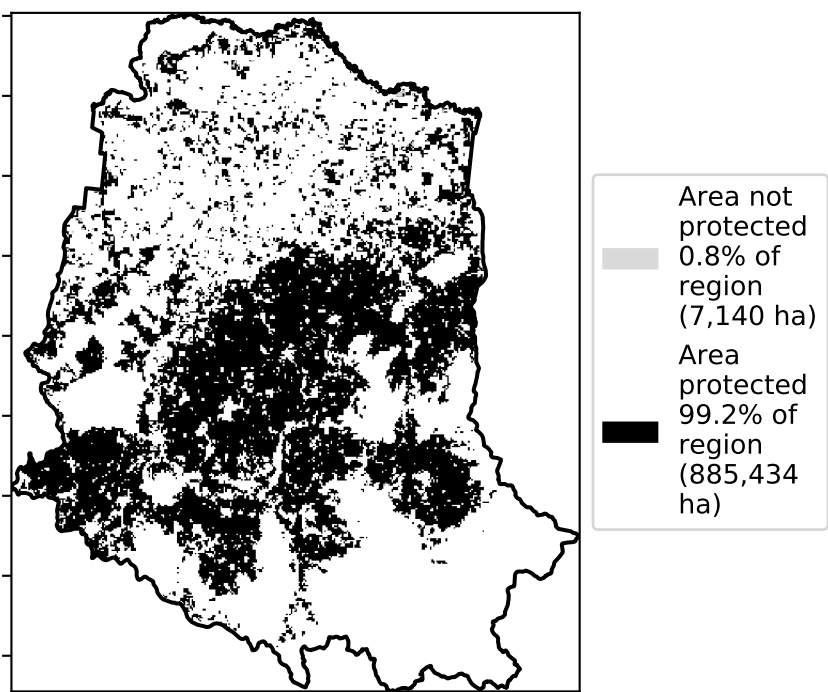 Area not
protected
0.8% of
region
(7,140 ha)
Area
protected
99.2% of
region
(885,434
ha)